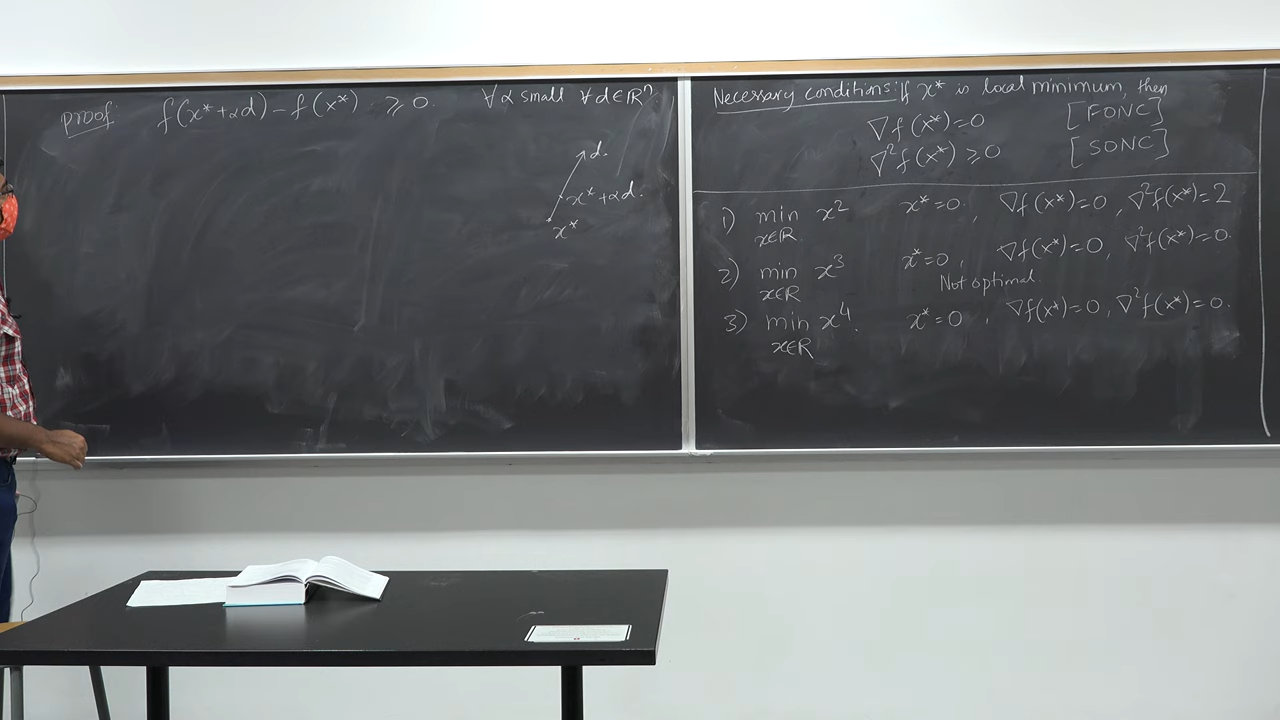 proof: f(x*+αd) - f(x*) ≥ 0. ∀ α small ∀ d∈ℝⁿ.
d.
x*+αd.
x*
Necessary conditions: If x* is local minimum, then
∇f(x*)=0 [FONC]
∇²f(x*) ≥ 0 [SONC]
1) min x² x*=0, ∇f(x*)=0, ∇²f(x*)=2
x∈ℝ
2) min x³ x*=0, ∇f(x*)=0, ∇²f(x*)=0.
x∈ℝ Not optimal.
3) min x⁴. x*=0, ∇f(x*)=0, ∇²f(x*)=0.
x∈ℝ